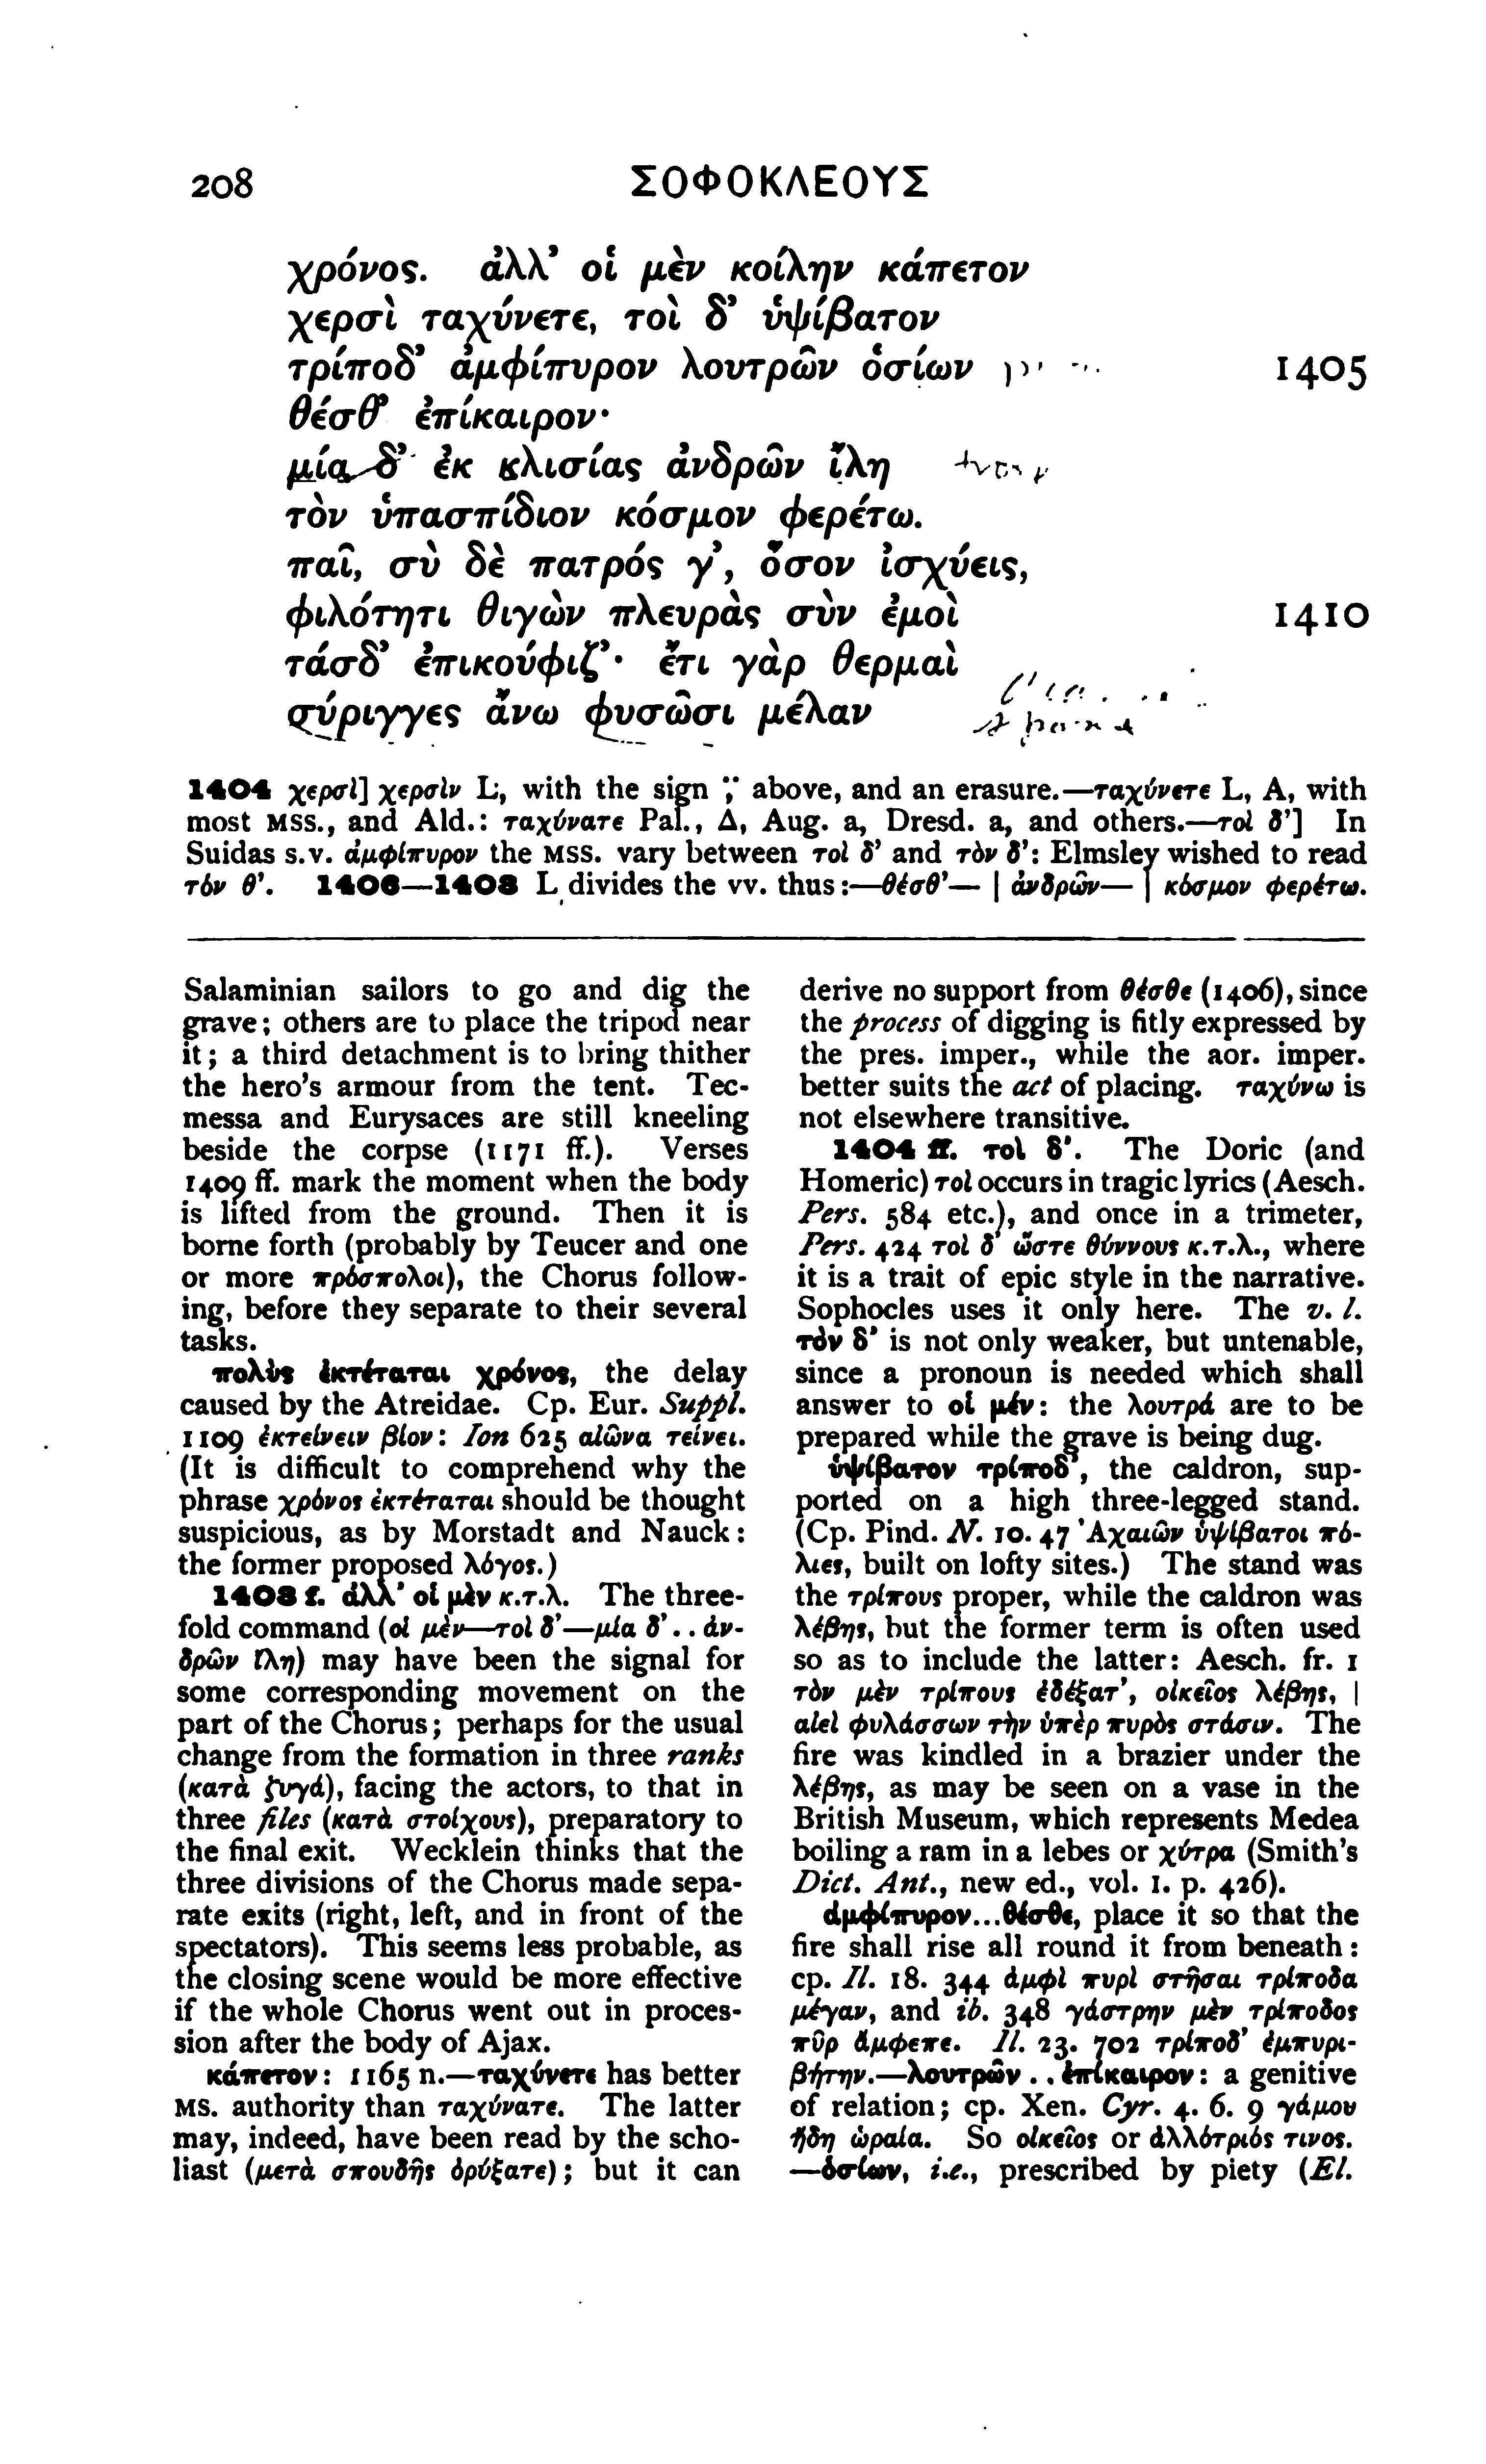 208
ΣΟΦΟΚΛΕΟΥΣ
χρόνος. ἀλλ’ οἱ μὲν κοίλην κάπετον
χερσὶ ταχύνετε, τοὶ δ’ ὑψίβατον
τρίποδ’ ἀμφίπυρον λουτρῶν ὁσίων
1405
θέσθ’ ἐπίκαιρον·
μία δ’ ἐκ κλισίας ἀνδρῶν ἴλη
τὸν ὑπασπίδιον κόσμον φερέτω.
παῖ, σὺ δὲ πατρός γ’, ὅσον ἰσχύεις,
φιλότητι θιγὼν πλευρὰς σὺν ἐμοὶ
1410
τάσδ’ ἐπικούφιζ’· ἔτι γὰρ θερμαὶ
σύριγγες ἄνω φυσῶσι μέλαν
1404 χερσὶ] χερσὶν L, with the sign above, and an erasure.—ταχύνετε L, A, with
most MSS., and Ald.: ταχύνατε Pal., Δ, Aug. a, Dresd. a, and others.—τοὶ δ’] In
Suidas s.v. ἀμφίπυρον the MSS. vary between τοὶ δ’ and τὸν δ’: Elmsley wished to read
τόν θ’. 1406—1408 L divides the vv. thus:—θέσθ’— | ἀνδρῶν— | κόσμον φερέτω.
Salaminian sailors to go and dig the
grave; others are to place the tripod near
it; a third detachment is to bring thither
the hero’s armour from the tent. Tec-
messa and Eurysaces are still kneeling
beside the corpse (1171 ff.). Verses
1409 ff. mark the moment when the body
is lifted from the ground. Then it is
borne forth (probably by Teucer and one
or more πρόσπολοι), the Chorus follow-
ing, before they separate to their several
tasks.
πολὺς ἐκτέταται χρόνος, the delay
caused by the Atreidae. Cp. Eur. Suppl.
1109 ἐκτείνειν βίον: Ion 625 αἰῶνα τείνει.
(It is difficult to comprehend why the
phrase χρόνος ἐκτέταται should be thought
suspicious, as by Morstadt and Nauck:
the former proposed λόγος.)
1403 f. ἀλλ’ οἱ μὲν κ.τ.λ. The three-
fold command (οἱ μὲν—τοὶ δ’—μία δ’.. ἀν-
δρῶν ἴλη) may have been the signal for
some corresponding movement on the
part of the Chorus; perhaps for the usual
change from the formation in three ranks
(κατὰ ζυγά), facing the actors, to that in
three files (κατὰ στοίχους), preparatory to
the final exit. Wecklein thinks that the
three divisions of the Chorus made sepa-
rate exits (right, left, and in front of the
spectators). This seems less probable, as
the closing scene would be more effective
if the whole Chorus went out in proces-
sion after the body of Ajax.
κάπετον: 1165 n.—ταχύνετε has better
MS. authority than ταχύνατε. The latter
may, indeed, have been read by the scho-
liast (μετὰ σπουδῆς ὀρύξατε); but it can
derive no support from θέσθε (1406), since
the process of digging is fitly expressed by
the pres. imper., while the aor. imper.
better suits the act of placing. ταχύνω is
not elsewhere transitive.
1404 ff. τοὶ δ’. The Doric (and
Homeric) τοί occurs in tragic lyrics (Aesch.
Pers. 584 etc.), and once in a trimeter,
Pers. 424 τοὶ δ’ ὥστε θύννους κ.τ.λ., where
it is a trait of epic style in the narrative.
Sophocles uses it only here. The v. l.
τὸν δ’ is not only weaker, but untenable,
since a pronoun is needed which shall
answer to οἱ μέν: the λουτρά are to be
prepared while the grave is being dug.
ὑψίβατον τρίποδ’, the caldron, sup-
ported on a high three-legged stand.
(Cp. Pind. N. 10. 47 Ἀχαιῶν ὑψίβατοι πό-
λιες, built on lofty sites.) The stand was
the τρίπους proper, while the caldron was
λέβης, but the former term is often used
so as to include the latter: Aesch. fr. 1
τὸν μὲν τρίπους ἐδέξατ’, οἰκεῖος λέβης, |
αἰεὶ φυλάσσων τὴν ὑπὲρ πυρὸς στάσιν. The
fire was kindled in a brazier under the
λέβης, as may be seen on a vase in the
British Museum, which represents Medea
boiling a ram in a lebes or χύτρα (Smith’s
Dict. Ant., new ed., vol. I. p. 426).
ἀμφίπυρον...θέσθε, place it so that the
fire shall rise all round it from beneath:
cp. Il. 18. 344 ἀμφὶ πυρὶ στῆσαι τρίποδα
μέγαν, and ib. 348 γάστρην μὲν τρίποδος
πῦρ ἄμφεπε. Il. 23. 702 τρίποδ’ ἐμπυρι-
βήτην.—λουτρῶν .. ἐπίκαιρον: a genitive
of relation; cp. Xen. Cyr. 4. 6. 9 γάμου
ἤδη ὡραία. So οἰκεῖος or ἀλλότριός τινος.
—ὁσίων, i.e., prescribed by piety (El.